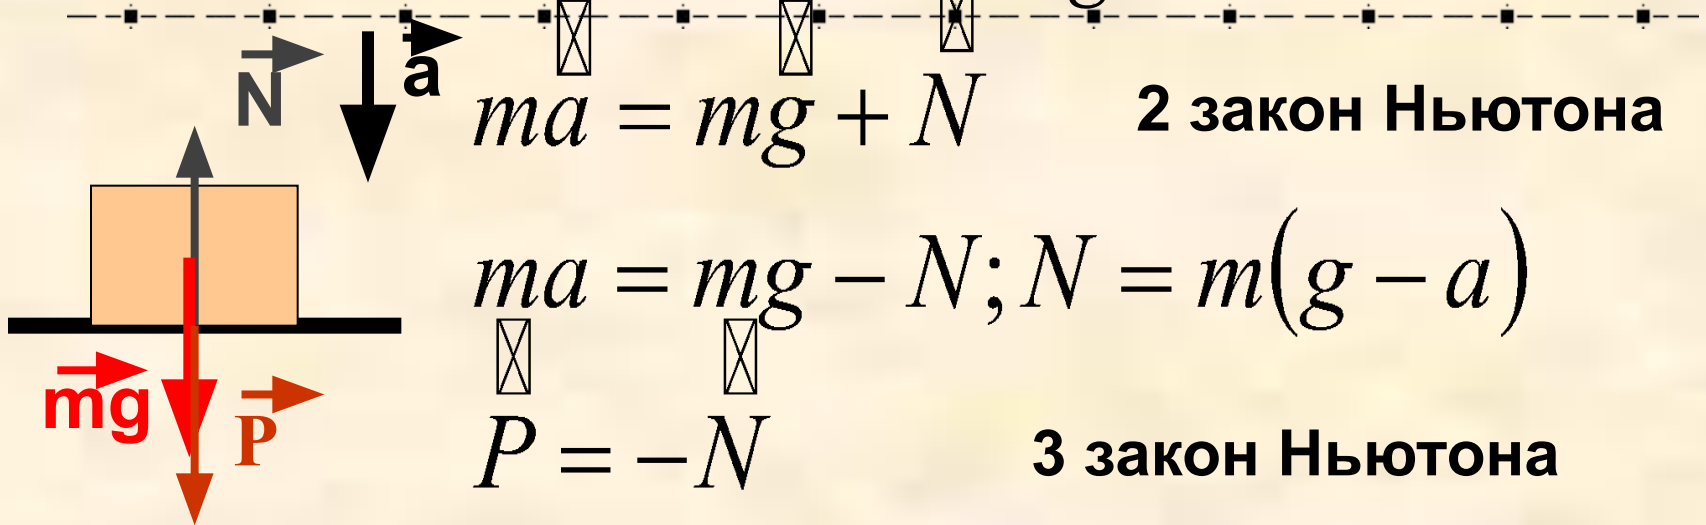 N a
ma = mg + N 2 закон Ньютона
ma = mg − N; N = m(g − a)
mg P
P = −N 3 закон Ньютона